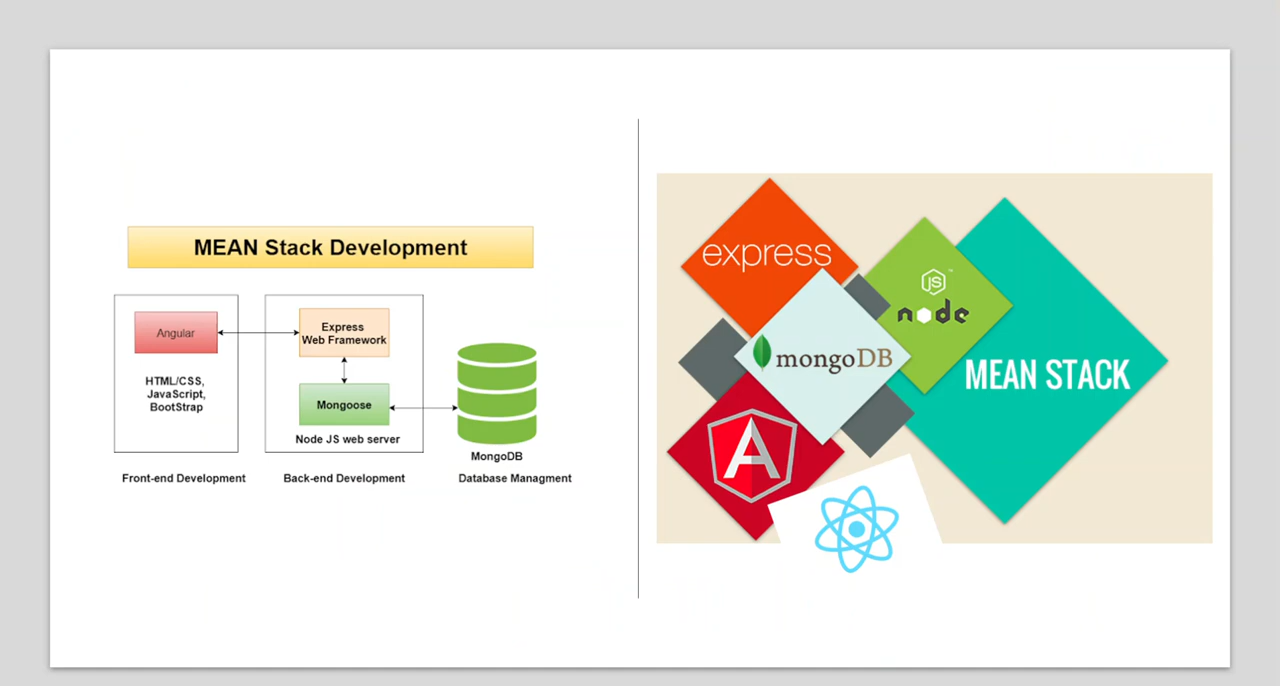 MEAN Stack Development
Angular
HTML/CSS,
JavaScript,
BootStrap
Front-end Development
Express
Web Framework
Mongoose
Node JS web server
Back-end Development
MongoDB
Database Managment
express
JS
node
mongoDB
MEAN STACK
A